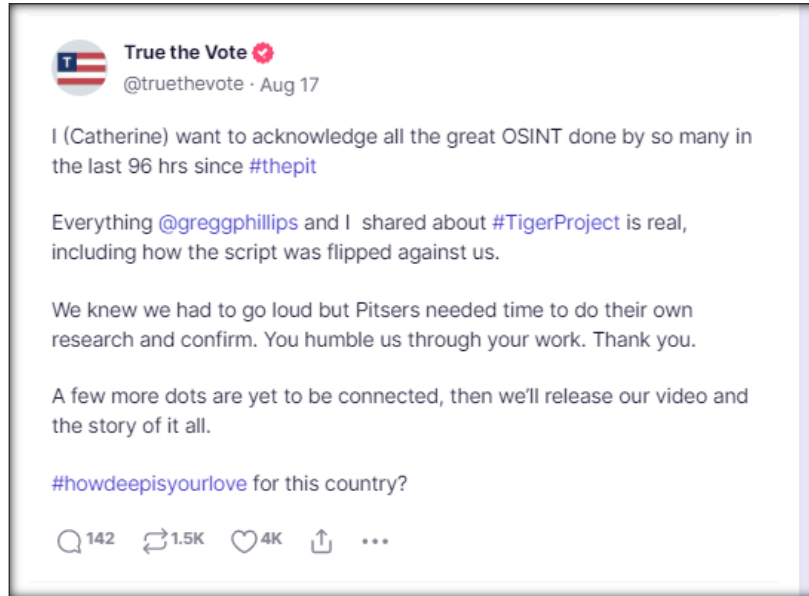 T
True the Vote
@truethevote · Aug 17
I (Catherine) want to acknowledge all the great OSINT done by so many in
the last 96 hrs since #thepit
Everything @greggphillips and I shared about #TigerProject is real,
including how the script was flipped against us.
We knew we had to go loud but Pitsers needed time to do their own
research and confirm. You humble us through your work. Thank you.
A few more dots are yet to be connected, then we'll release our video and
the story of it all.
#howdeepisyourlove for this country?
142 1.5K 4K